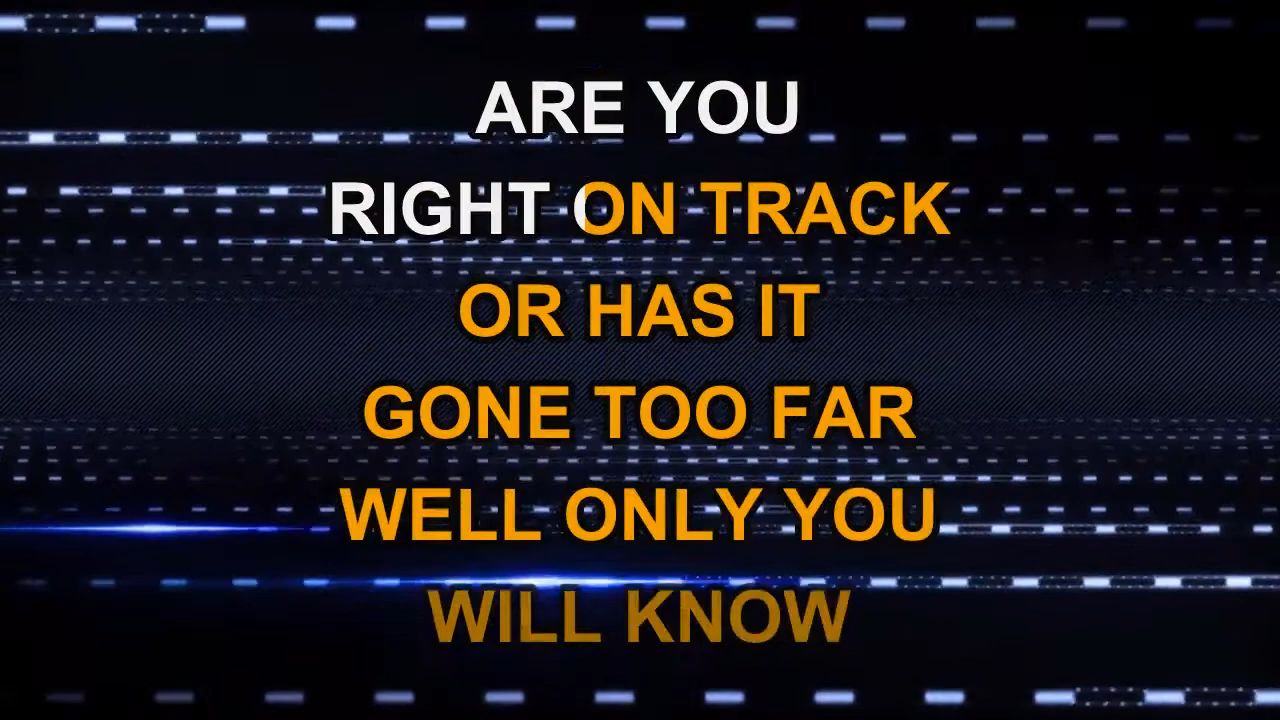 ARE YOU
RIGHT ON TRACK
OR HAS IT
GONE TOO FAR
WELL ONLY YOU
WILL KNOW